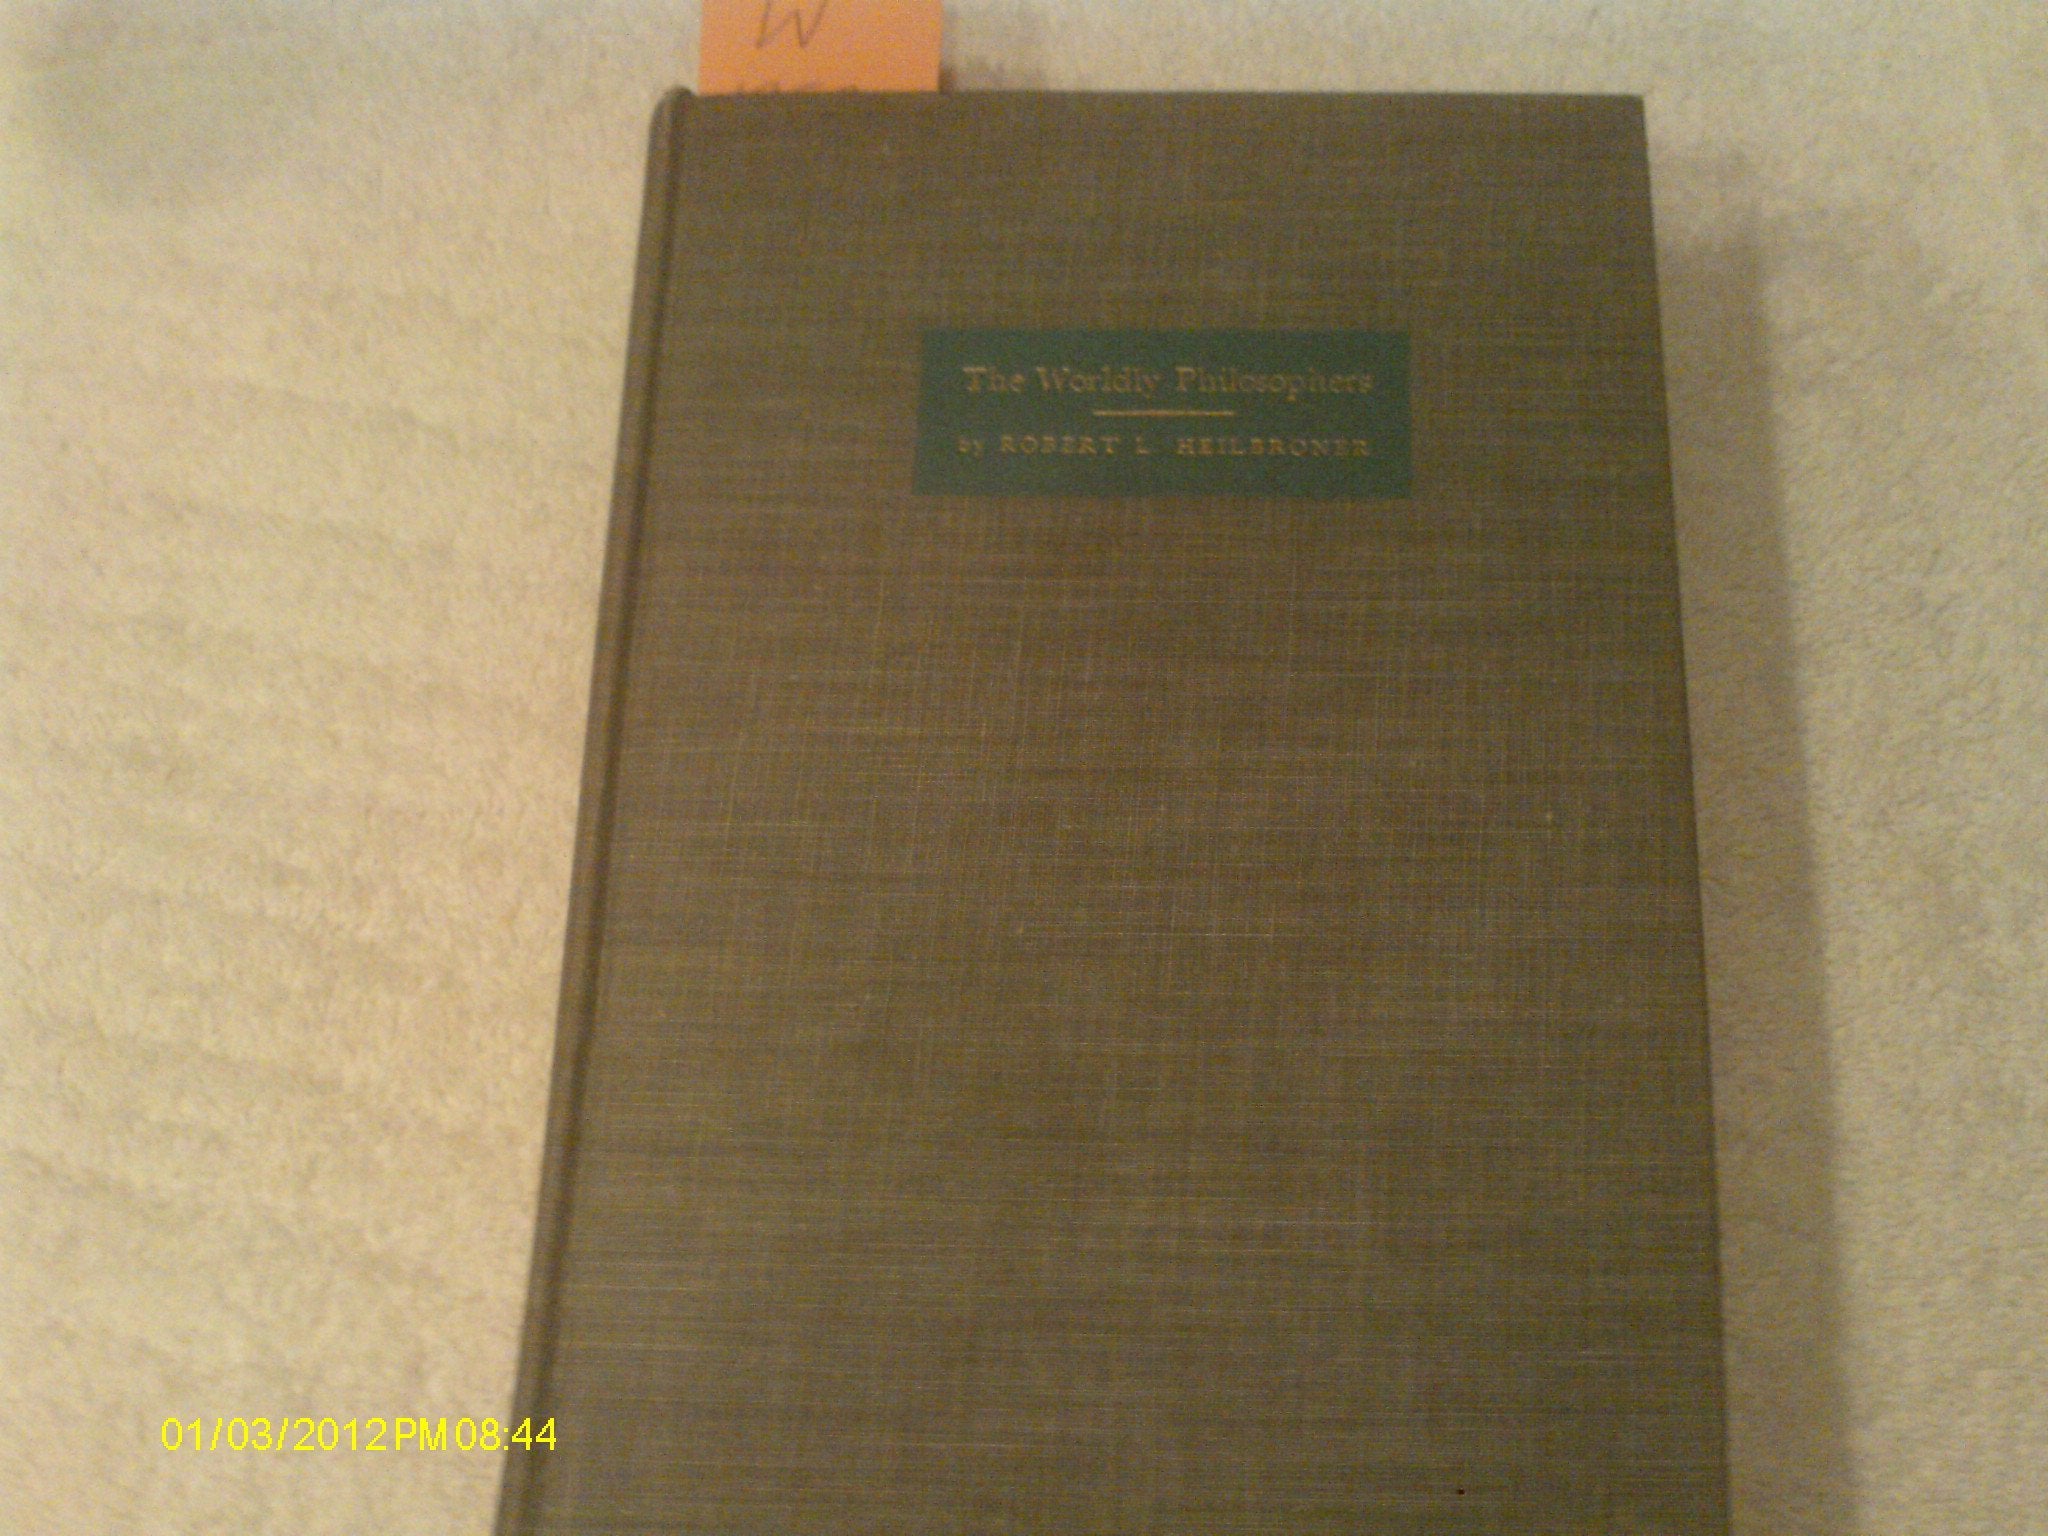 W
The Worldly Philosophers
by ROBERT L HEILBRONER
01/03/2012 PM 08:44